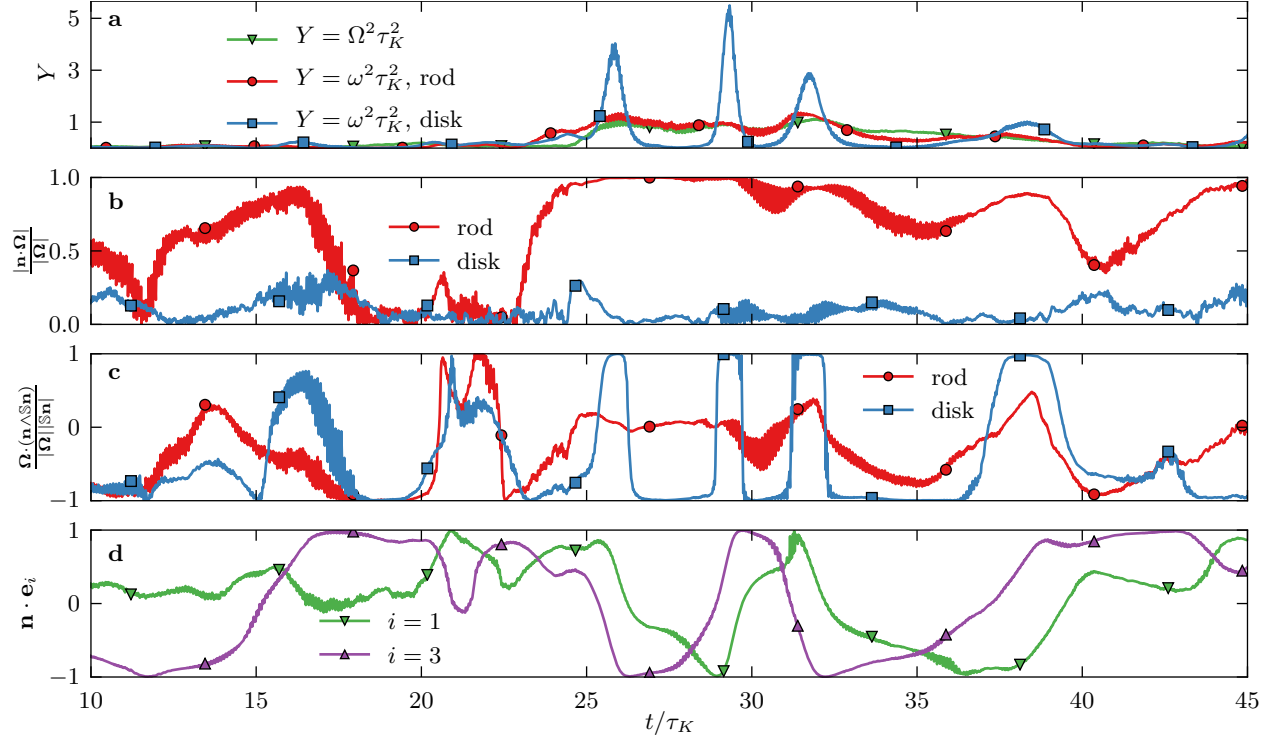 a
5
3
1
Y
Y = Ω²τ_K²
Y = ω²τ_K², rod
Y = ω²τ_K², disk
b
1.0
0.5
0.0
|n·Ω|
|Ω|
rod
disk
c
1
0
−1
Ω·(n∧𝕊n)
|Ω||𝕊n|
rod
disk
d
1
0
−1
n · e_i
i = 1
i = 3
10 15 20 25 30 35 40 45
t/τ_K